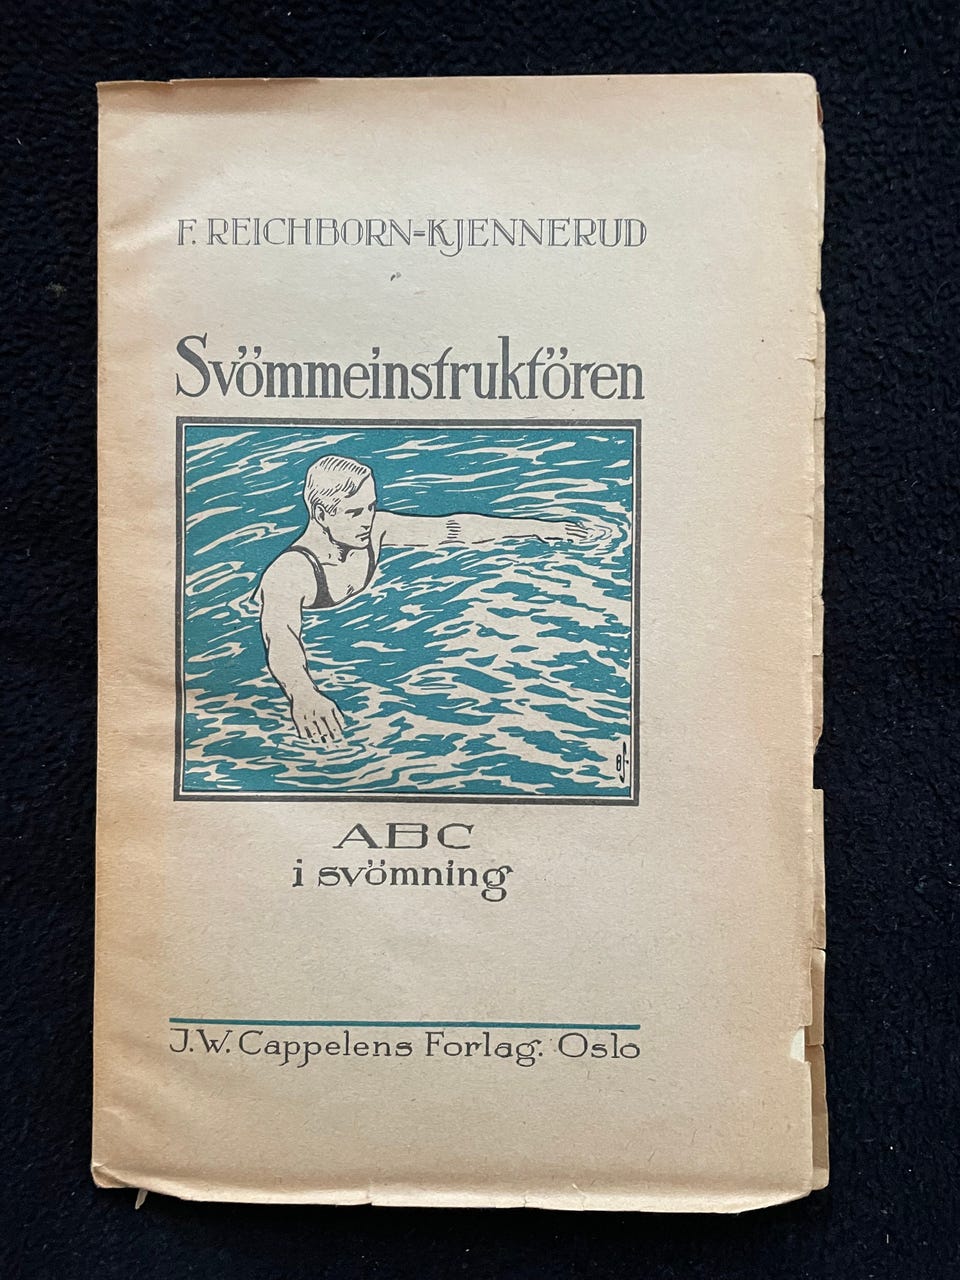 F. REICHBORN-KJENNERUD
Svömmeinstruktören
ABC
i svömning
J.W. Cappelens Forlag. Oslo